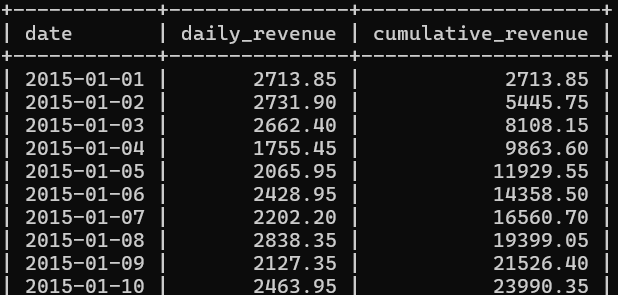 +------------+---------------+--------------------+
| date       | daily_revenue | cumulative_revenue |
+------------+---------------+--------------------+
| 2015-01-01 |       2713.85 |            2713.85 |
| 2015-01-02 |       2731.90 |            5445.75 |
| 2015-01-03 |       2662.40 |            8108.15 |
| 2015-01-04 |       1755.45 |            9863.60 |
| 2015-01-05 |       2065.95 |           11929.55 |
| 2015-01-06 |       2428.95 |           14358.50 |
| 2015-01-07 |       2202.20 |           16560.70 |
| 2015-01-08 |       2838.35 |           19399.05 |
| 2015-01-09 |       2127.35 |           21526.40 |
| 2015-01-10 |       2463.95 |           23990.35 |